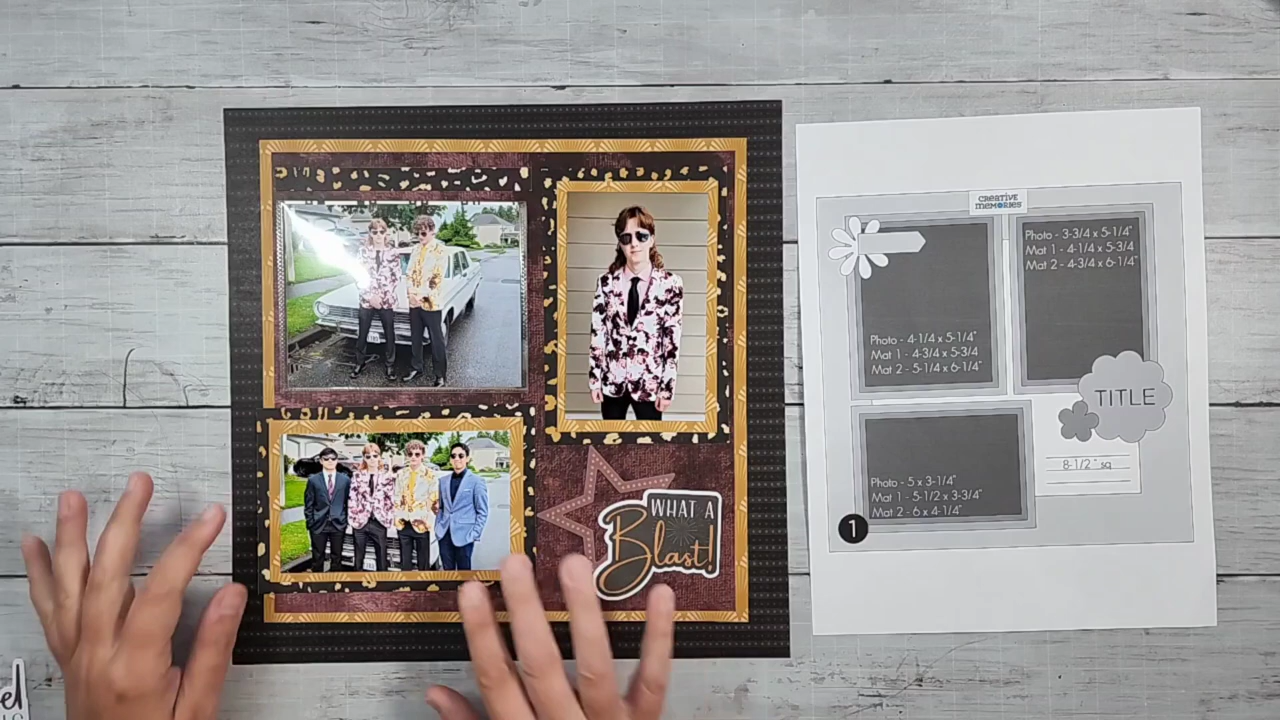 WHAT A
Blast!
CREATIVE
MEMORIES
Photo - 4-1/4 x 5-1/4"
Mat 1 - 4-3/4 x 5-3/4
Mat 2 - 5-1/4 x 6-1/4"
Photo - 3-3/4 x 5-1/4"
Mat 1 - 4-1/4 x 5-3/4
Mat 2 - 4-3/4 x 6-1/4"
TITLE
8-1/2" sq
Photo - 5 x 3-1/4"
Mat 1 - 5-1/2 x 3-3/4"
Mat 2 - 6 x 4-1/4"
1